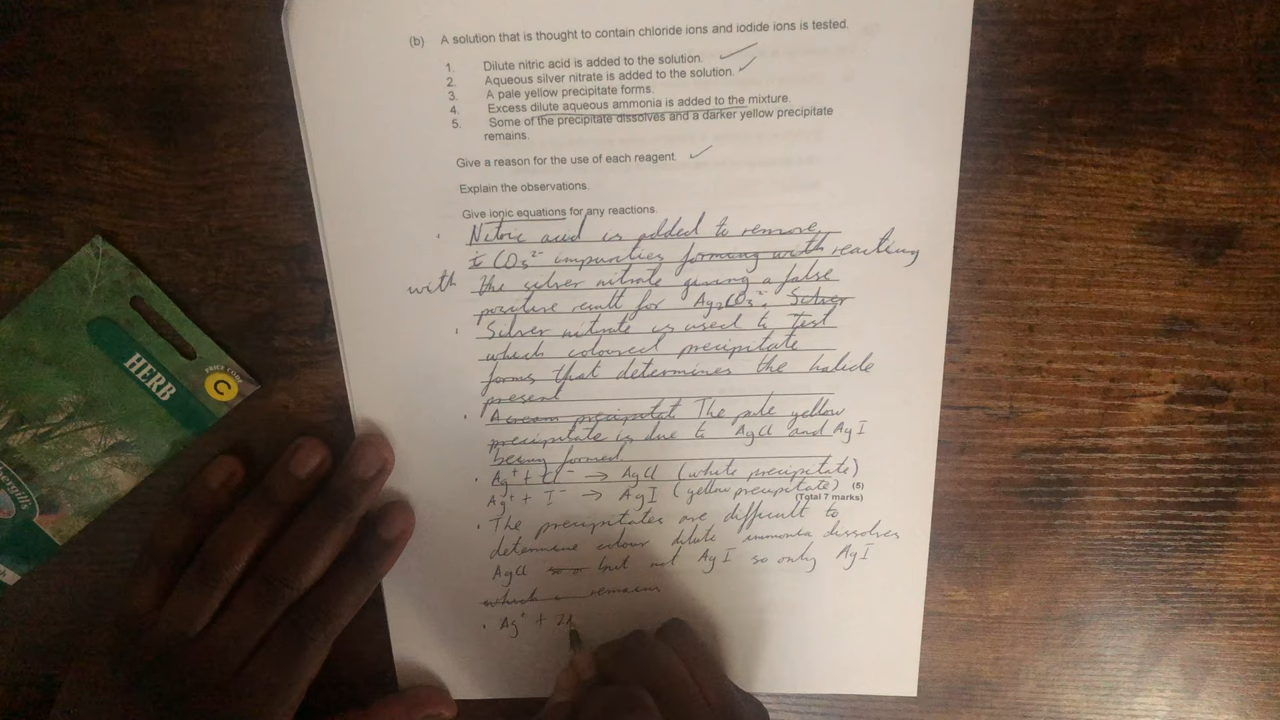 (b) A solution that is thought to contain chloride ions and iodide ions is tested.
1. Dilute nitric acid is added to the solution.
2. Aqueous silver nitrate is added to the solution.
3. A pale yellow precipitate forms.
4. Excess dilute aqueous ammonia is added to the mixture.
5. Some of the precipitate dissolves and a darker yellow precipitate
remains.
Give a reason for the use of each reagent.
Explain the observations.
Give ionic equations for any reactions.
Nitric acid is added to remove
CO₃²⁻ impurities forming with reacting
with the silver nitrate giving a false
positive result for Ag₂CO₃²⁻. Silver
Silver nitrate is used to Test
which coloured precipitate
forms that determines the halide
present
A cream precipitat The pale yellow
precipitate is due to AgCl and AgI
being formed
Ag⁺ + Cl⁻ → AgCl (white precipitate)
Ag⁺ + I⁻ → AgI (yellow precipitate) (5)
(Total 7 marks)
The precipitates are difficult to
determine colour dilute ammonia dissolves
AgCl so but not AgI so only AgI
which remains
Ag⁺ + 2
HERB
PRICE CODE
C